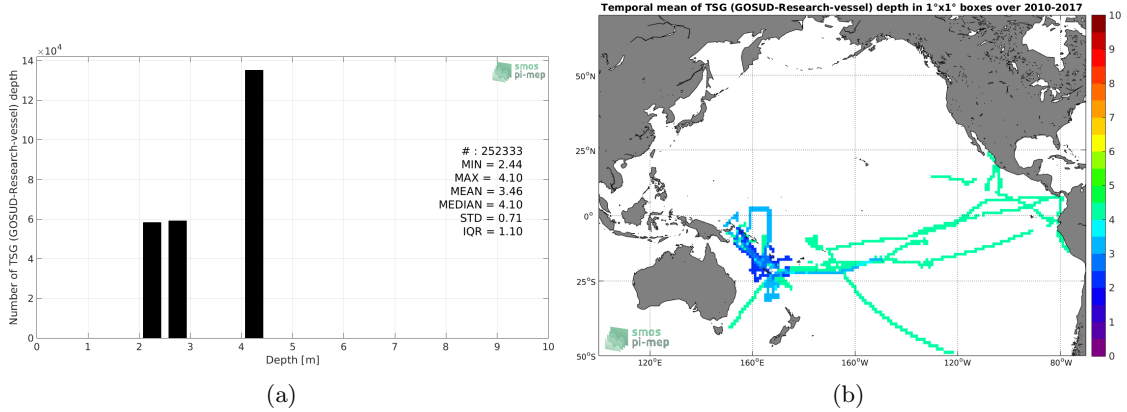 ×10⁴
14
12
10
8
6
4
2
0
Number of TSG (GOSUD-Research-vessel) depth
smos
pi-mep
# : 252333
MIN = 2.44
MAX = 4.10
MEAN = 3.46
MEDIAN = 4.10
STD = 0.71
IQR = 1.10
0 1 2 3 4 5 6 7 8 9 10
Depth [m]
(a)
Temporal mean of TSG (GOSUD-Research-vessel) depth in 1°x1° boxes over 2010-2017
50°N
25°N
0°
25°S
50°S
120°E 160°E 160°W 120°W 80°W
smos
pi-mep
10
9
8
7
6
5
4
3
2
1
0
(b)